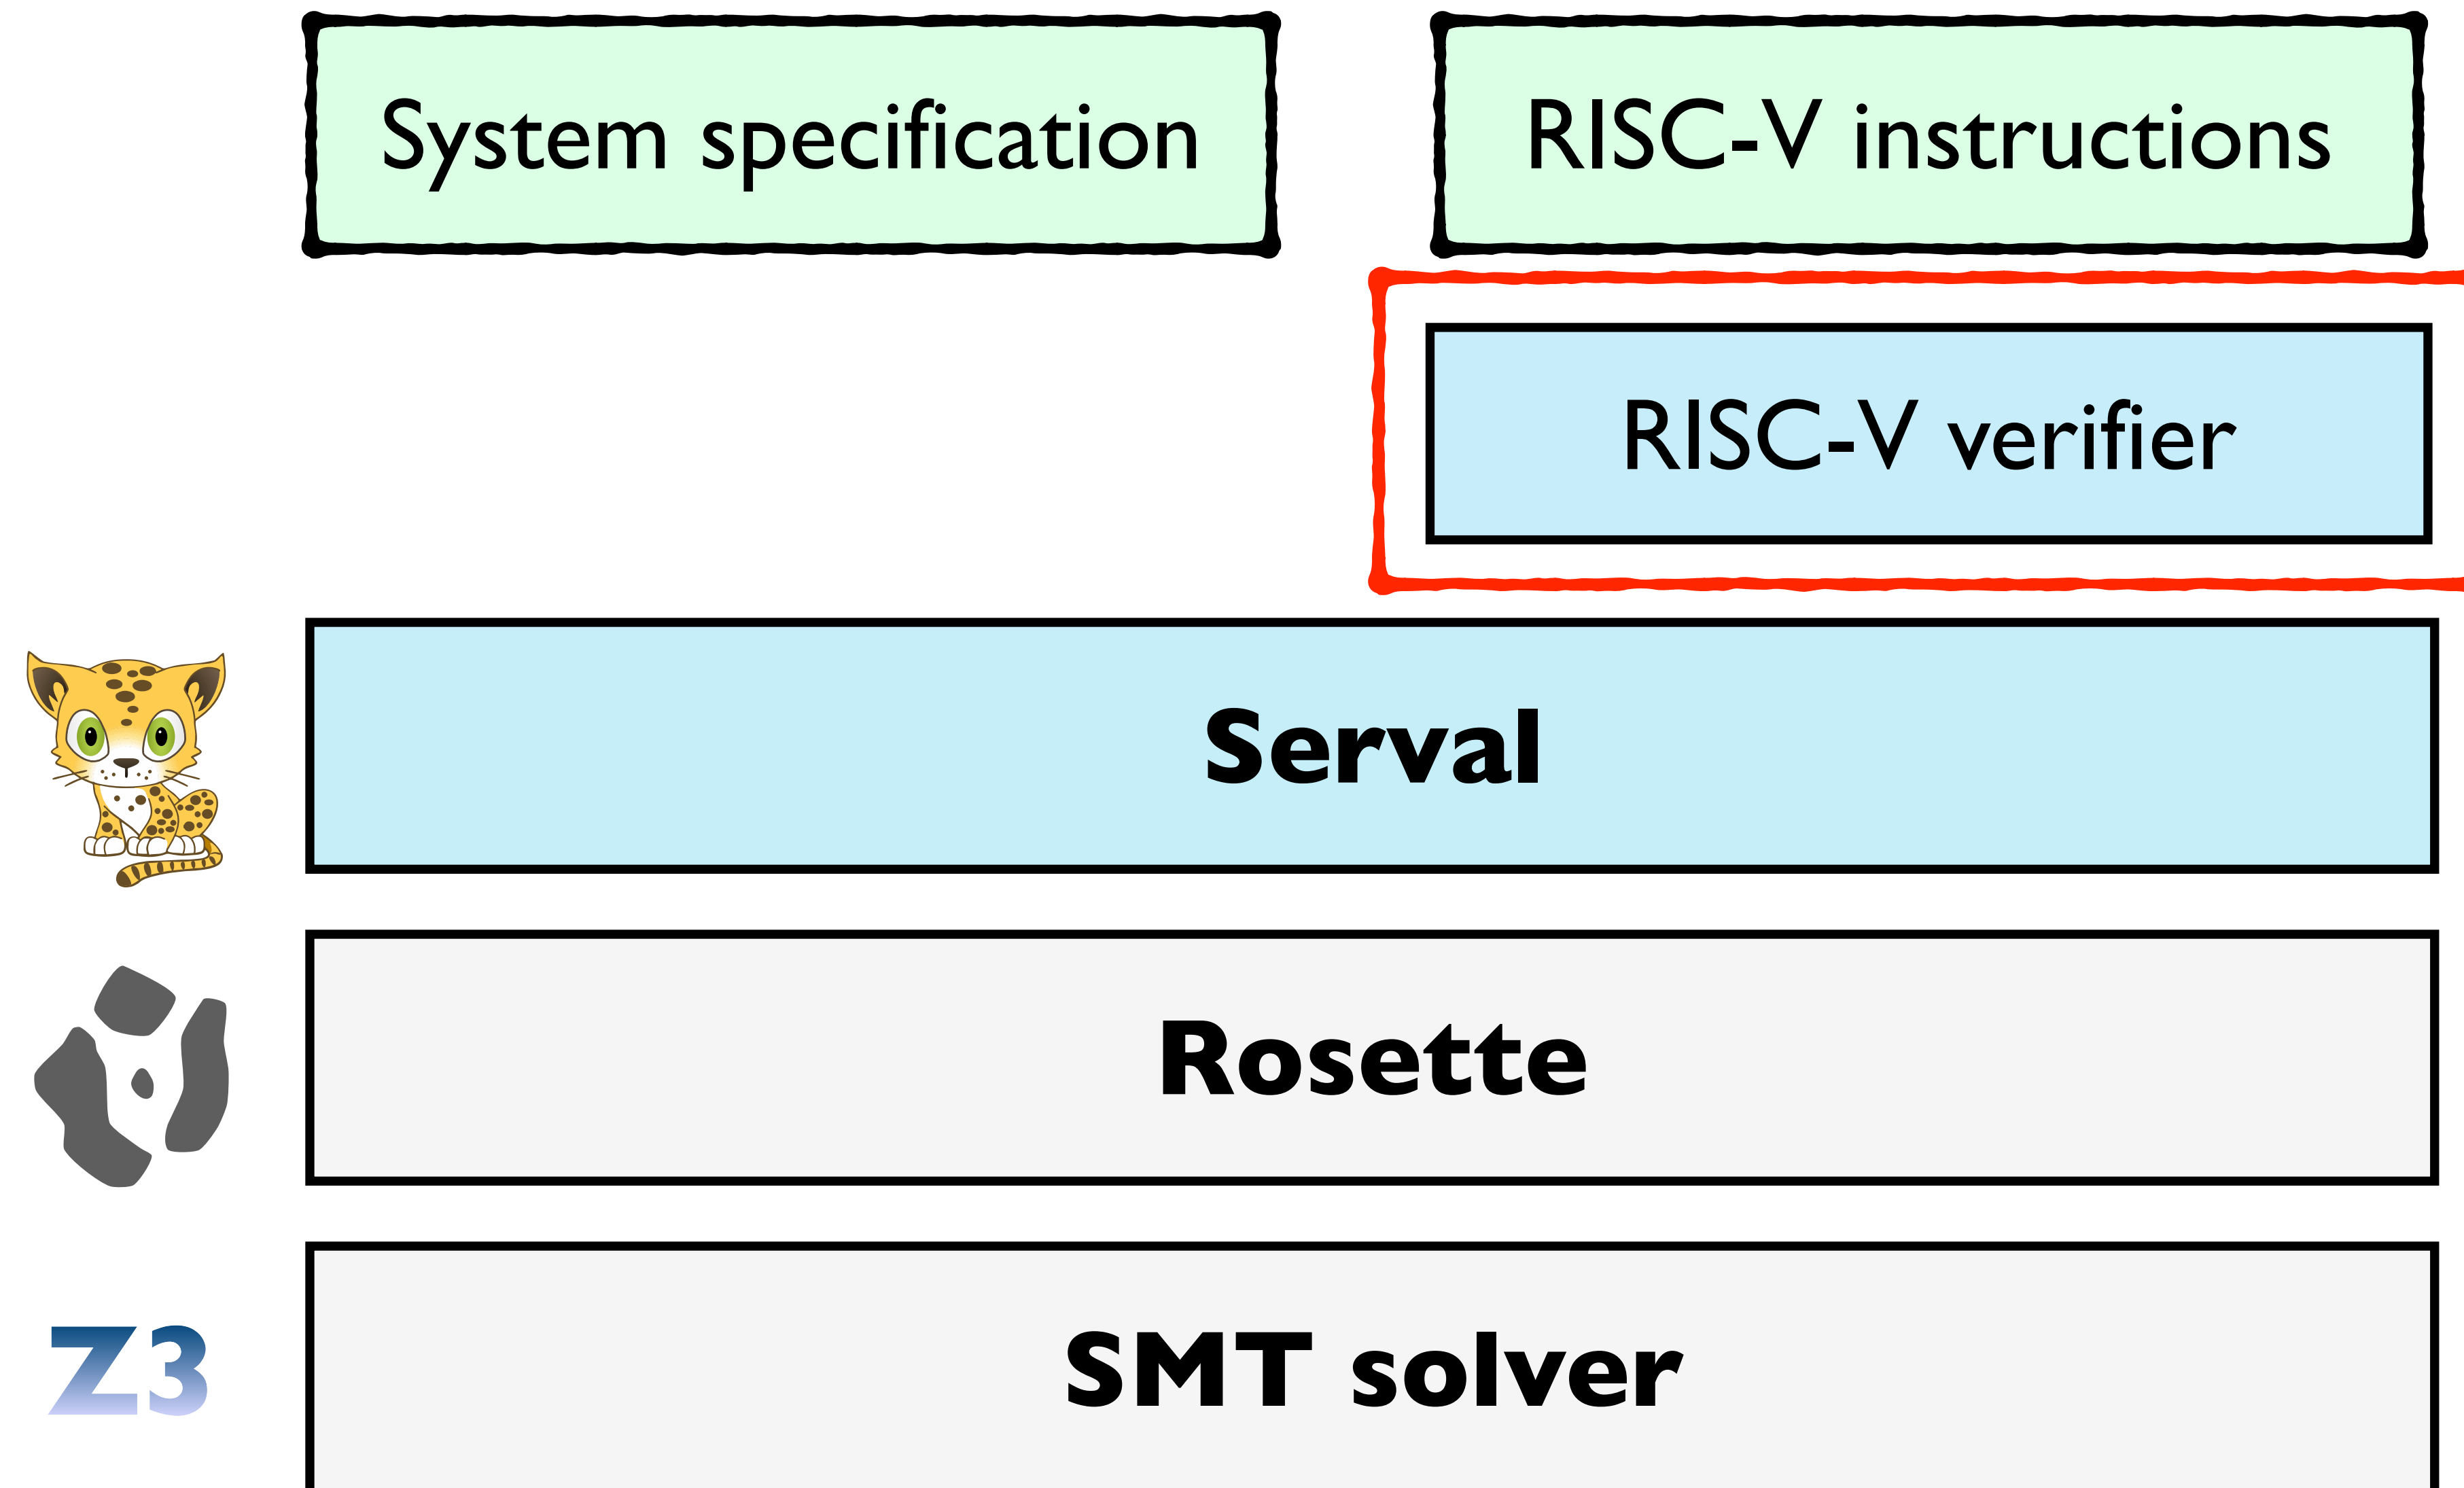 System specification
RISC-V instructions
RISC-V verifier
Serval
Rosette
Z3
SMT solver